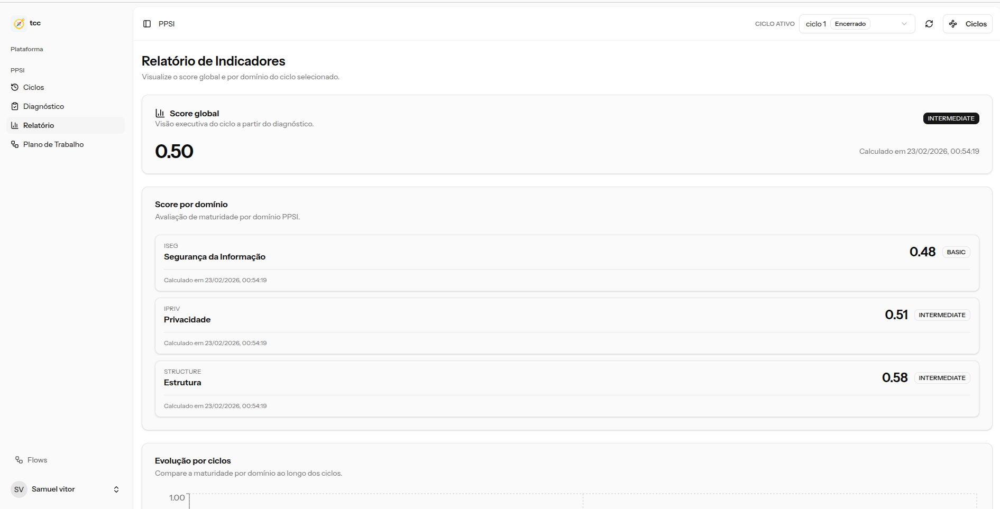 tcc
Plataforma
PPSI
Ciclos
Diagnóstico
Relatório
Plano de Trabalho
Flows
SV Samuel vitor
PPSI
CICLO ATIVO ciclo 1 Encerrado Ciclos
Relatório de Indicadores
Visualize o score global e por domínio do ciclo selecionado.
Score global
Visão executiva do ciclo a partir do diagnóstico.
INTERMEDIATE
0.50
Calculado em 23/02/2026, 00:54:19
Score por domínio
Avaliação de maturidade por domínio PPSI.
ISEG
Segurança da Informação
0.48 BASIC
Calculado em 23/02/2026, 00:54:19
IPRIV
Privacidade
0.51 INTERMEDIATE
Calculado em 23/02/2026, 00:54:19
STRUCTURE
Estrutura
0.58 INTERMEDIATE
Calculado em 23/02/2026, 00:54:19
Evolução por ciclos
Compare a maturidade por domínio ao longo dos ciclos.
1.00